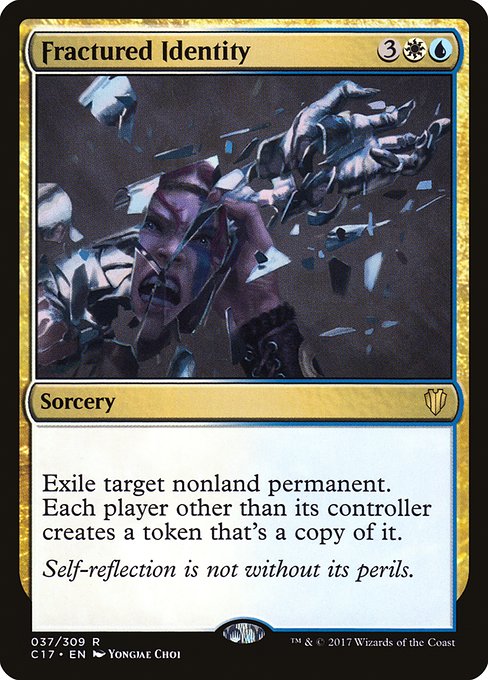 Fractured Identity 3
Sorcery
Exile target nonland permanent.
Each player other than its controller
creates a token that's a copy of it.
Self-reflection is not without its perils.
037/309 R
C17 • EN YONGJAE CHOI
™ & © 2017 Wizards of the Coast